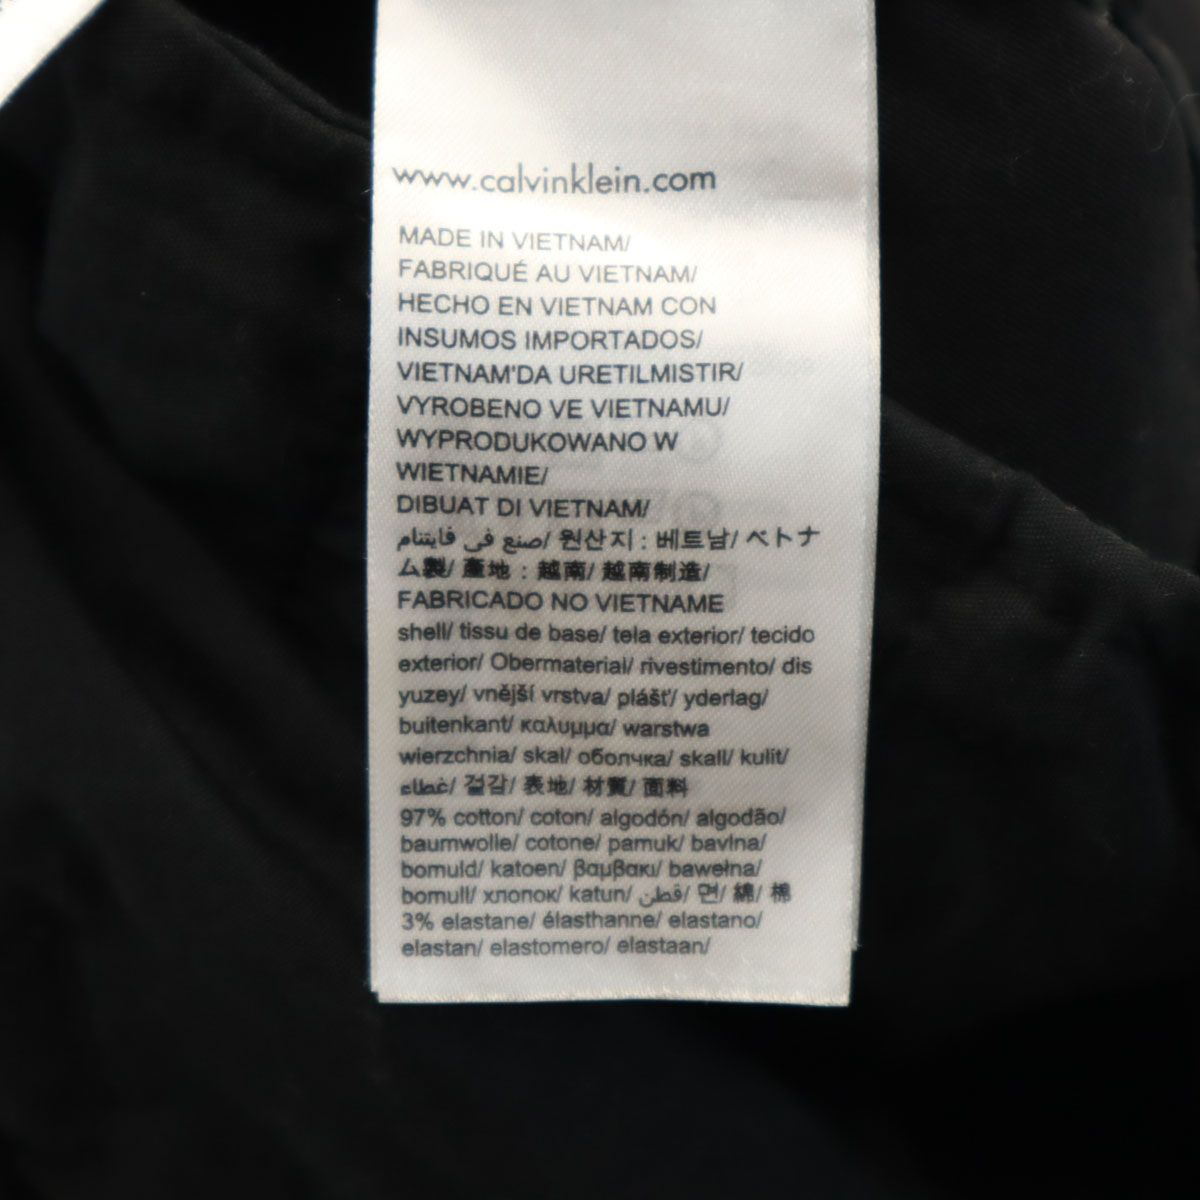 www.calvinklein.com
MADE IN VIETNAM/
FABRIQUÉ AU VIETNAM/
HECHO EN VIETNAM CON
INSUMOS IMPORTADOS/
VIETNAM'DA URETILMISTIR/
VYROBENO VE VIETNAMU/
WYPRODUKOWANO W
WIETNAMIE/
DIBUAT DI VIETNAM/
صنع في فايتنام/ 원산지 : 베트남/ ベトナ
ム製/ 產地 : 越南/ 越南制造/
FABRICADO NO VIETNAME
shell/ tissu de base/ tela exterior/ tecido
exterior/ Obermaterial/ rivestimento/ dis
yuzey/ vnější vrstva/ plášť/ yderlag/
buitenkant/ καλυμμα/ warstwa
wierzchnia/ skal/ оболчка/ skall/ kulit/
غطاء/ 겉감/ 表地/ 材質/ 面料
97% cotton/ coton/ algodón/ algodão/
baumwolle/ cotone/ pamuk/ bavlna/
bomuld/ katoen/ βαμβακι/ bawełna/
bomull/ хлопок/ katun/ قطن/ 면/ 綿/ 棉
3% elastane/ élasthanne/ elastano/
elastan/ elastomero/ elastaan/